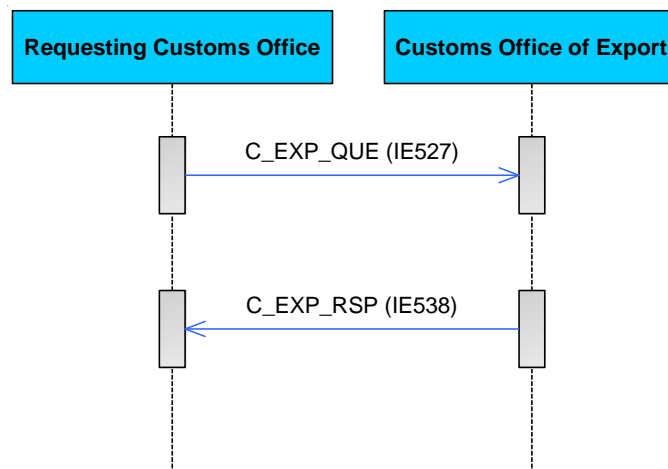 Requesting Customs Office
Customs Office of Export
C_EXP_QUE (IE527)
C_EXP_RSP (IE538)